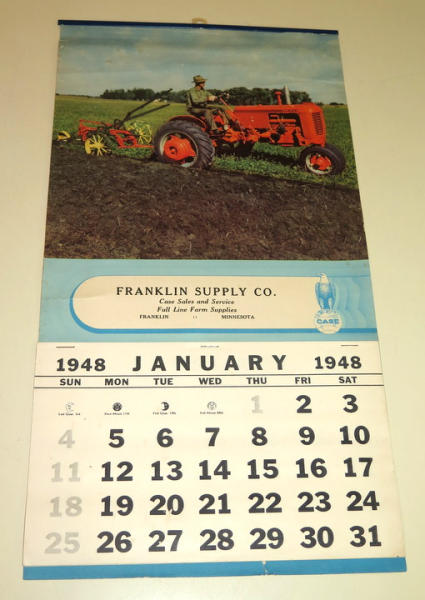 FRANKLIN SUPPLY CO.
Case Sales and Service
Full Line Farm Supplies
FRANKLIN MINNESOTA
CASE
1948 JANUARY 1948
SUN MON TUE WED THU FRI SAT
1 2 3
4 5 6 7 8 9 10
11 12 13 14 15 16 17
18 19 20 21 22 23 24
25 26 27 28 29 30 31